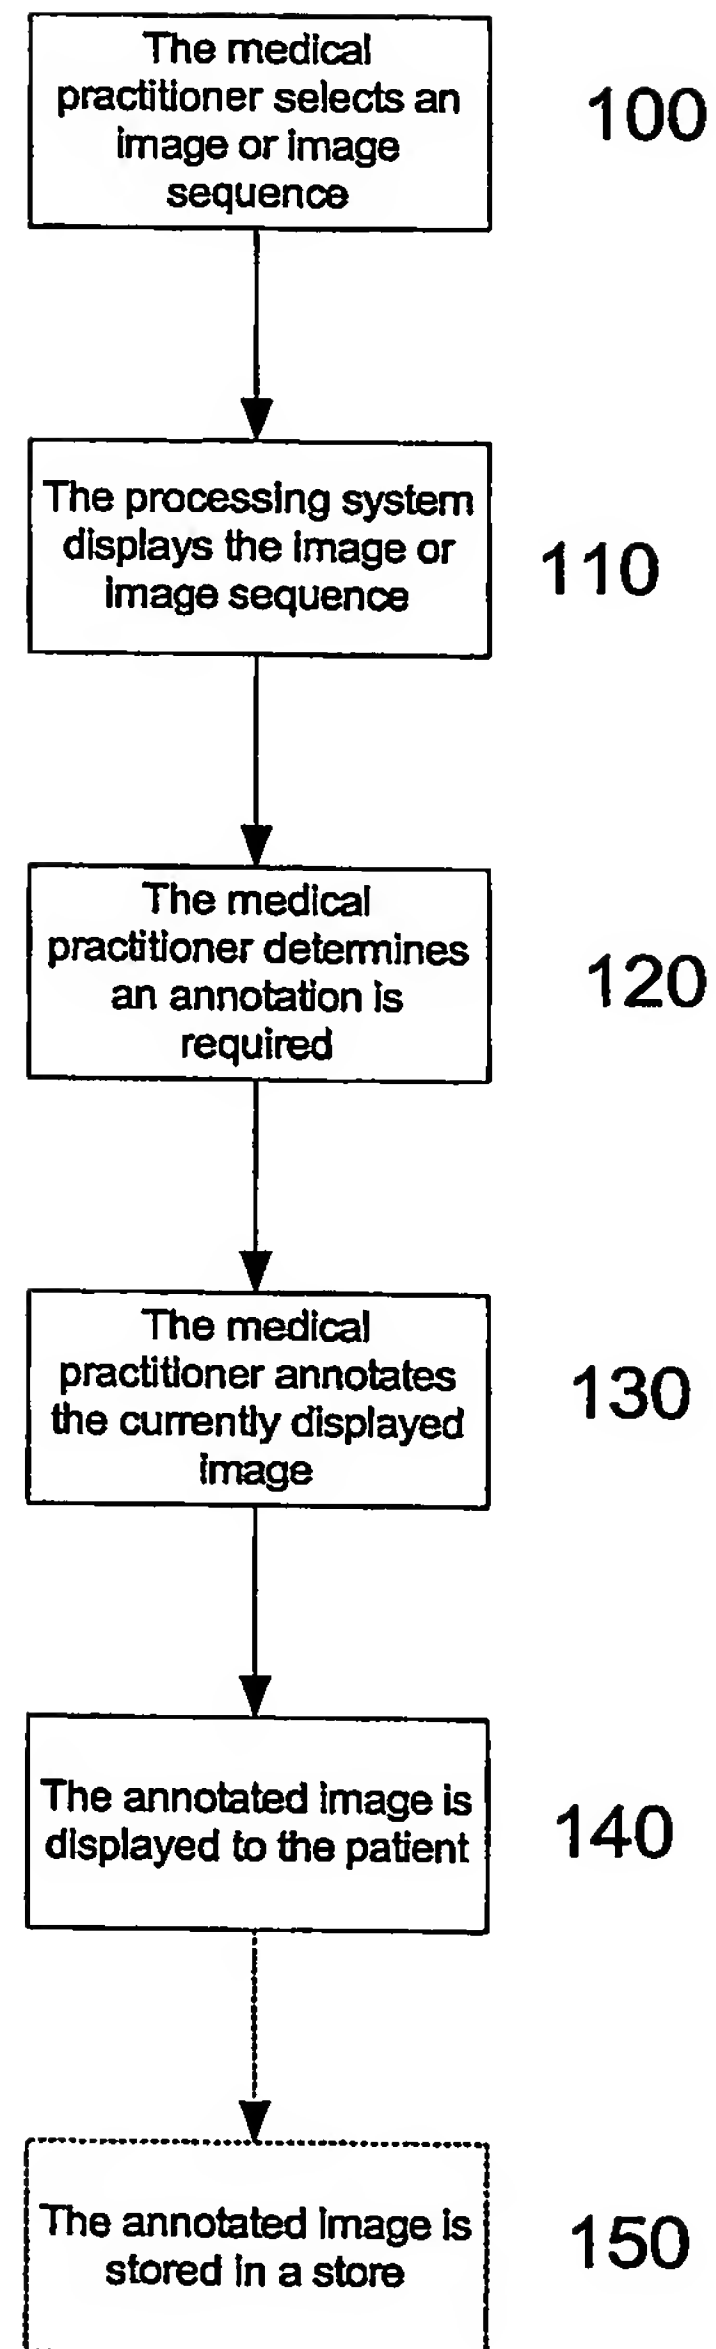 The medical
practitioner selects an
image or image
sequence
100
The processing system
displays the image or
image sequence
110
The medical
practitioner determines
an annotation is
required
120
The medical
practitioner annotates
the currently displayed
image
130
The annotated image is
displayed to the patient
140
The annotated image is
stored in a store
150